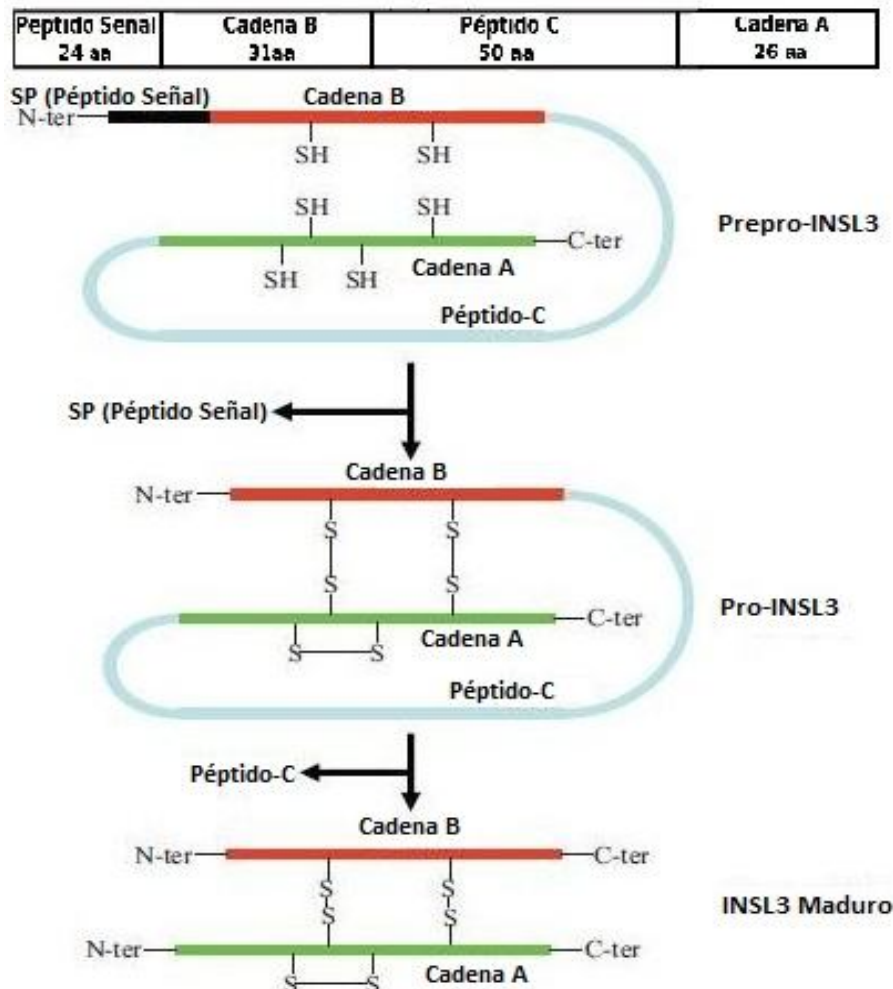 Peptido Senal Cadena B Péptido C Cadena A
24 aa 31aa 50 aa 26 aa
SP (Péptido Señal) Cadena B
N-ter
SH SH
SH SH
Prepro-INSL3
C-ter
SH SH Cadena A
Péptido-C
SP (Péptido Señal)
Cadena B
N-ter
S S
S S
Pro-INSL3
C-ter
S S Cadena A
Péptido-C
Péptido-C
Cadena B
N-ter C-ter
S S
S S
INSL3 Maduro
N-ter C-ter
S S Cadena A